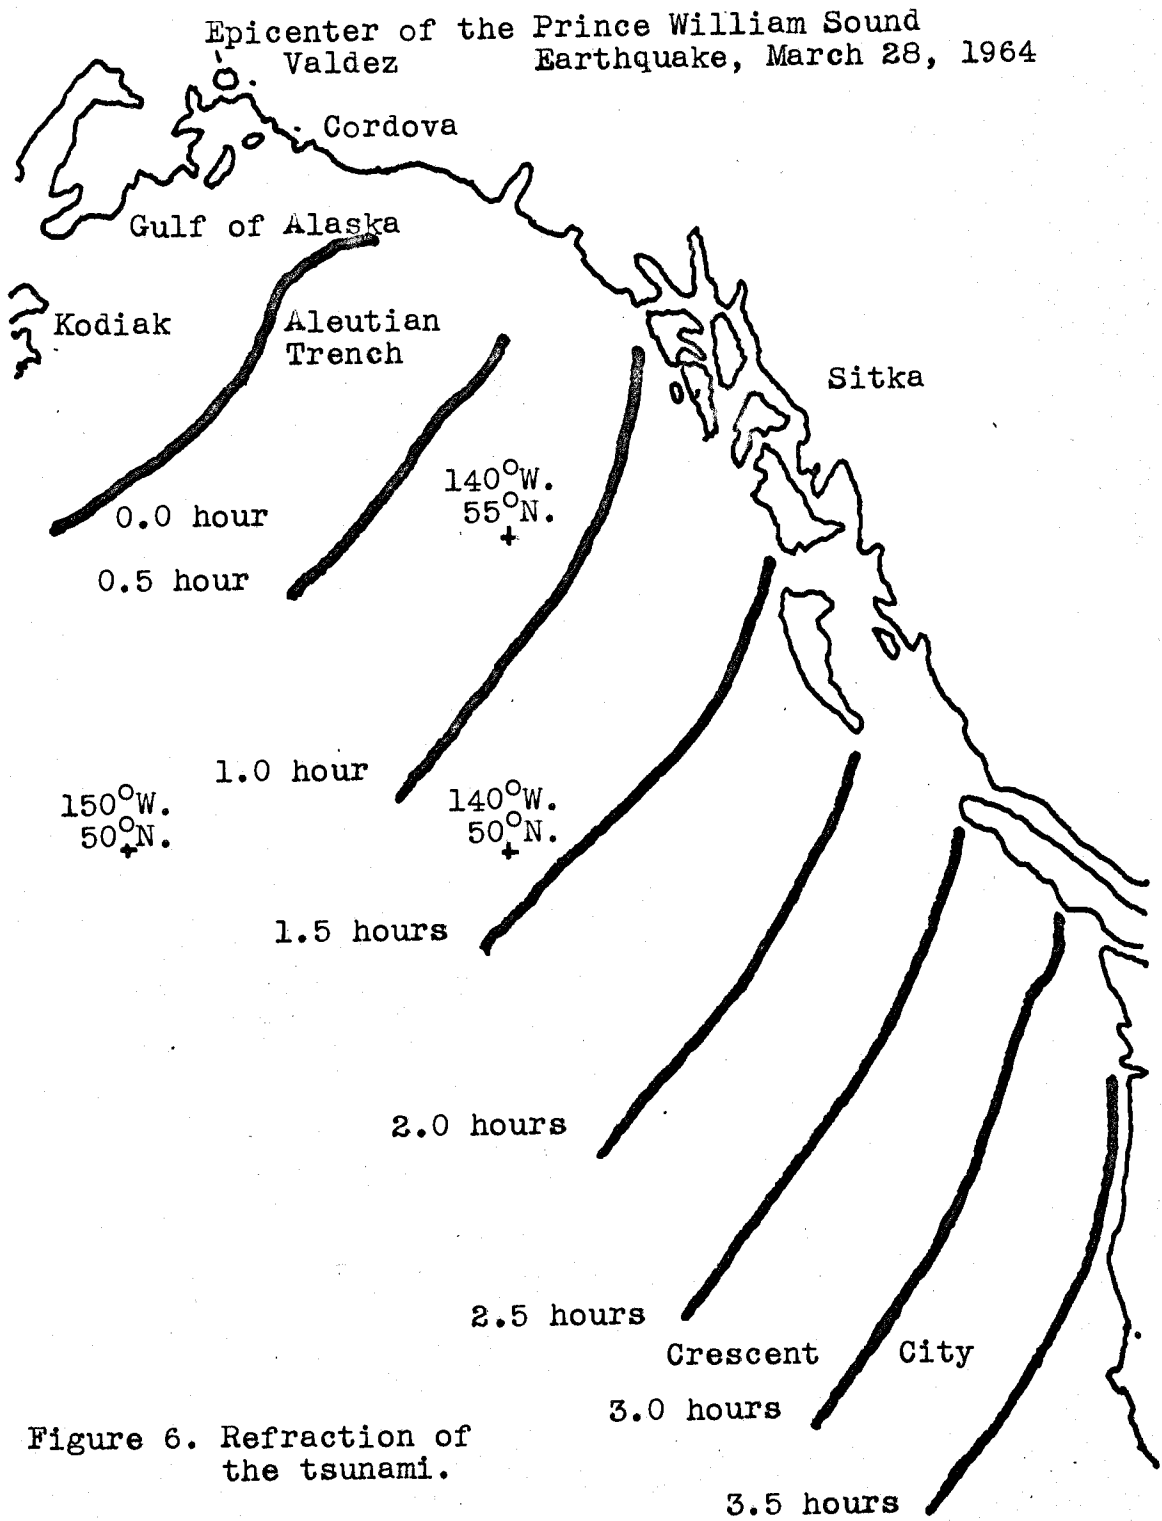 Epicenter of the Prince William Sound
Valdez Earthquake, March 28, 1964
Cordova
Gulf of Alaska
Kodiak
Aleutian
Trench
Sitka
140°W.
55°N.
0.0 hour
0.5 hour
1.0 hour
150°W.
50°N.
140°W.
50°N.
1.5 hours
2.0 hours
2.5 hours
Crescent City
3.0 hours
Figure 6. Refraction of
the tsunami.
3.5 hours